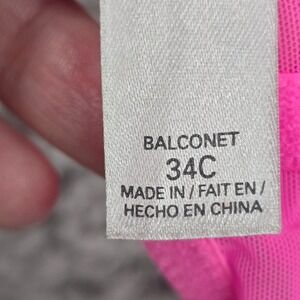 BALCONET
34C
MADE IN / FAIT EN /
HECHO EN CHINA